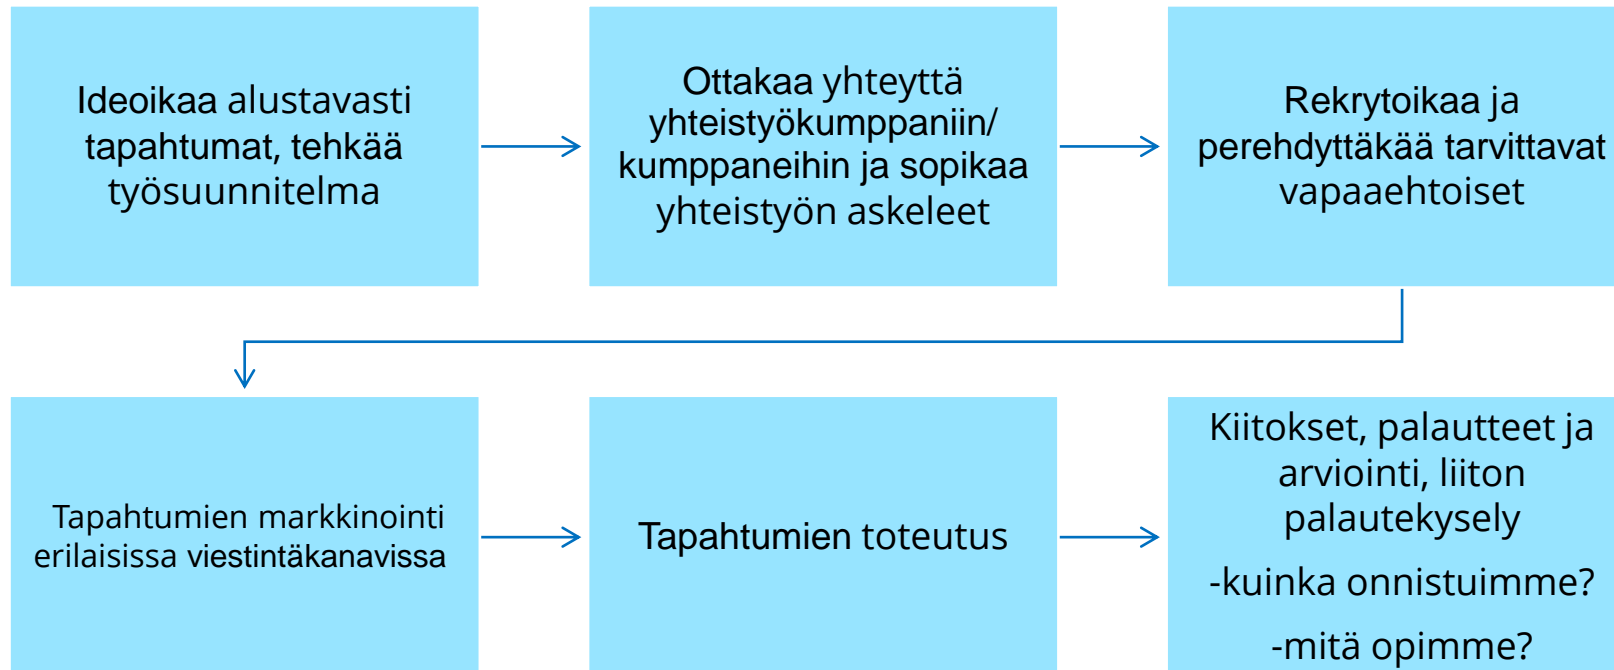 Ideoikaa alustavasti
tapahtumat, tehkää
työsuunnitelma
Ottakaa yhteyttä
yhteistyökumppaniin/
kumppaneihin ja sopikaa
yhteistyön askeleet
Rekrytoikaa ja
perehdyttäkää tarvittavat
vapaaehtoiset
Tapahtumien markkinointi
erilaisissa viestintäkanavissa
Tapahtumien toteutus
Kiitokset, palautteet ja
arviointi, liiton
palautekysely
-kuinka onnistuimme?
-mitä opimme?